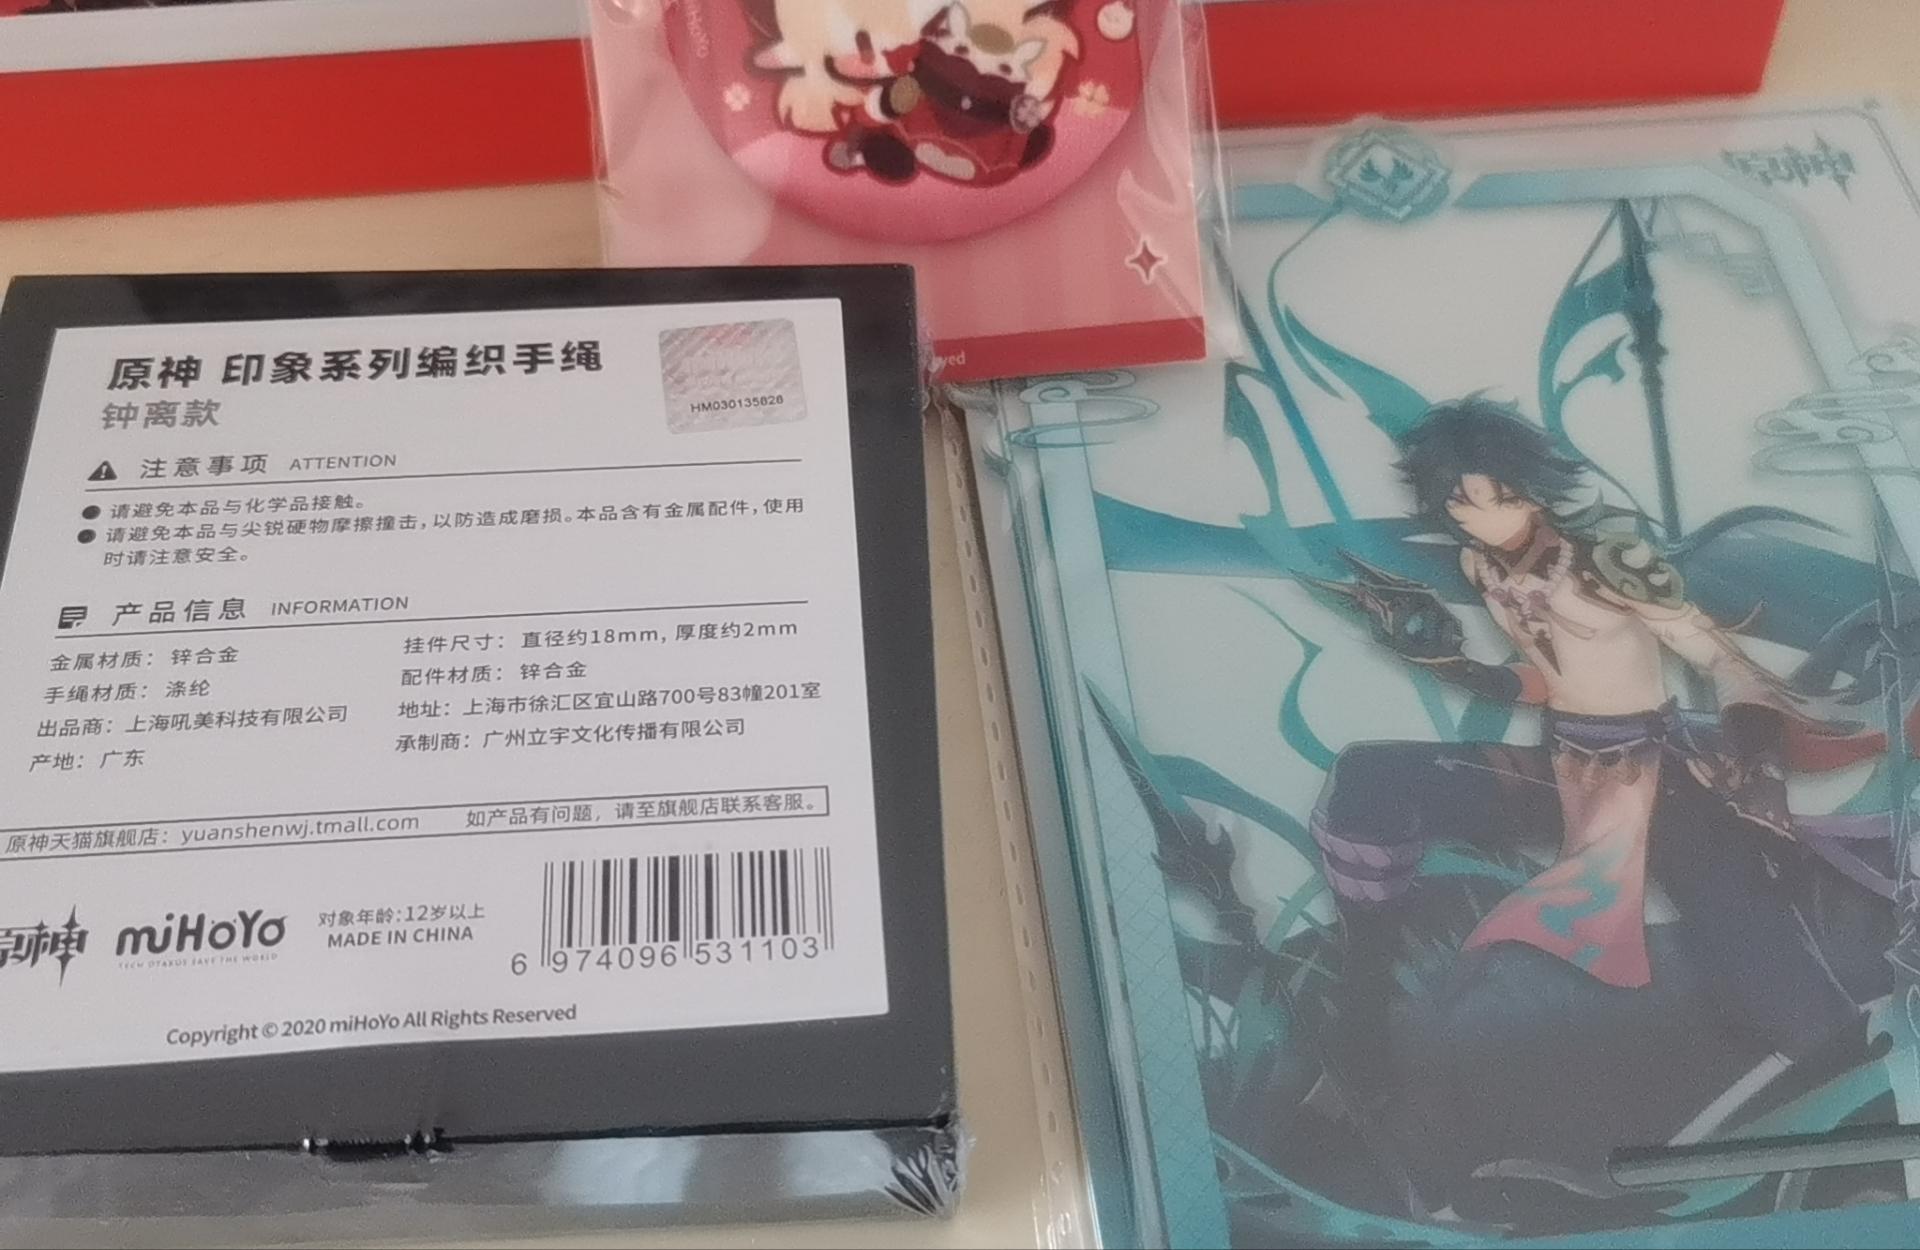 原神 印象系列编织手绳
钟离款
HM030135628
注意事项 ATTENTION
请避免本品与化学品接触。
请避免本品与尖锐硬物摩擦撞击,以防造成磨损。本品含有金属配件,使用
时请注意安全。
产品信息 INFORMATION
金属材质：锌合金
手绳材质：涤纶
出品商：上海吼美科技有限公司
产地：广东
挂件尺寸：直径约18mm, 厚度约2mm
配件材质：锌合金
地址：上海市徐汇区宜山路700号83幢201室
承制商：广州立宇文化传播有限公司
原神天猫旗舰店：yuanshenwj.tmall.com 如产品有问题，请至旗舰店联系客服。
原神
miHoYo
TECH OTAKUS SAVE THE WORLD
对象年龄:12岁以上
MADE IN CHINA
6 974096 531103
Copyright © 2020 miHoYo All Rights Reserved
原神